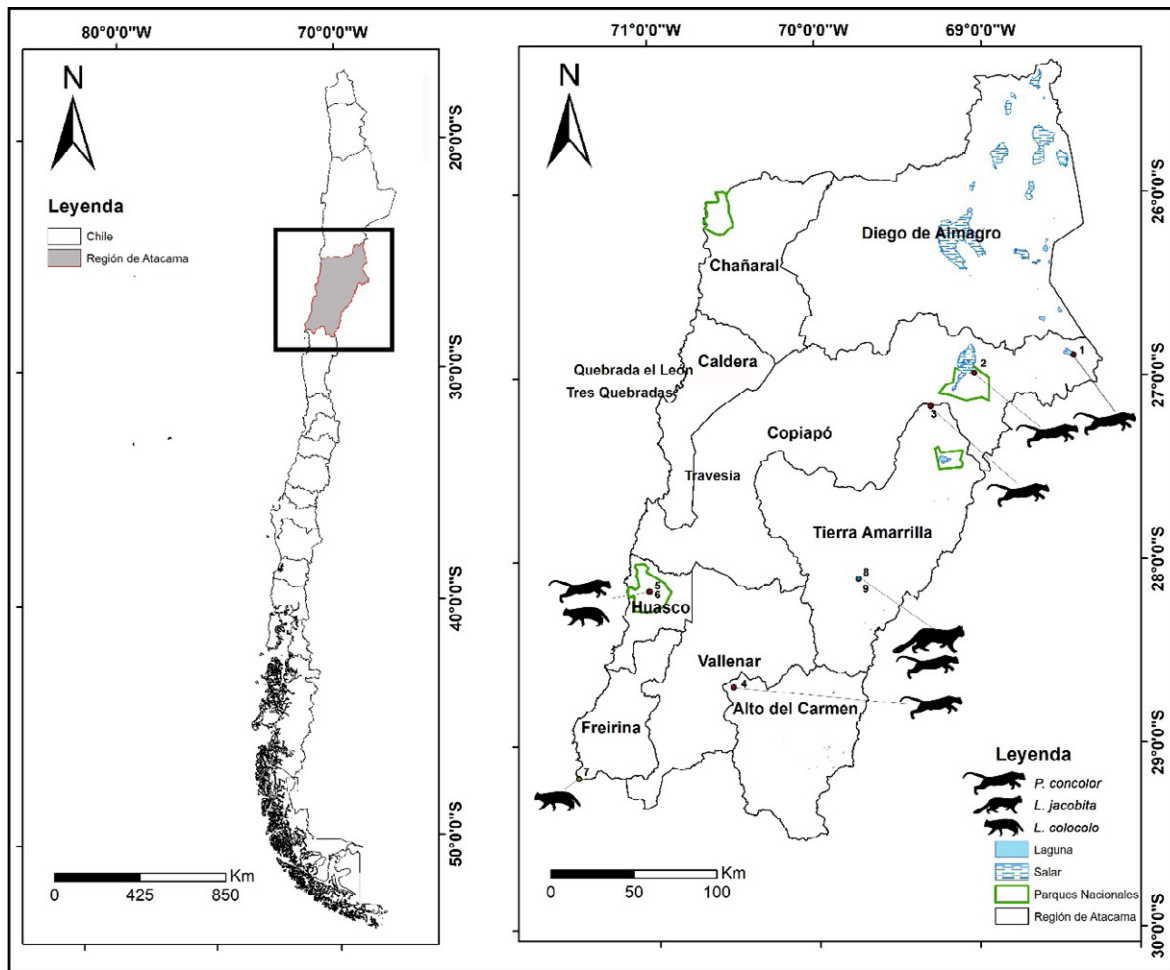 80°0'0"W 70°0'0"W
N
20°0'0"S
30°0'0"S
40°0'0"S
50°0'0"S
Leyenda
Chile
Región de Atacama
0 425 850 Km
71°0'0"W 70°0'0"W 69°0'0"W
N
26°0'0"S
27°0'0"S
28°0'0"S
29°0'0"S
30°0'0"S
Diego de Almagro
Chañaral
Caldera
Quebrada el León
Tres Quebradas
Copiapó
Travesia
1
2
3
Tierra Amarrilla
8
9
5
6
Huasco
Vallenar
4
Alto del Carmen
Freirina
7
Leyenda
P. concolor
L. jacobita
L. colocolo
Laguna
Salar
Parques Nacionales
Región de Atacama
0 50 100 Km